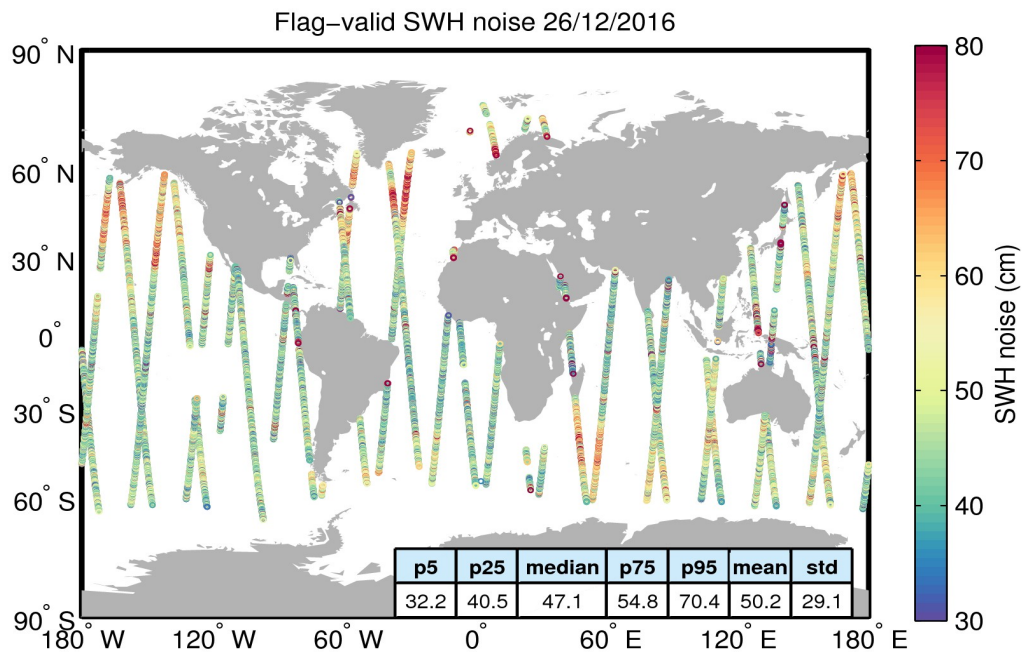 Flag−valid SWH noise 26/12/2016
90° N
60° N
30° N
0°
30° S
60° S
90° S
180° W
120° W
60° W
0°
60° E
120° E
180° E
p5 p25 median p75 p95 mean std
32.2 40.5 47.1 54.8 70.4 50.2 29.1
80
70
60
50
40
30
SWH noise (cm)